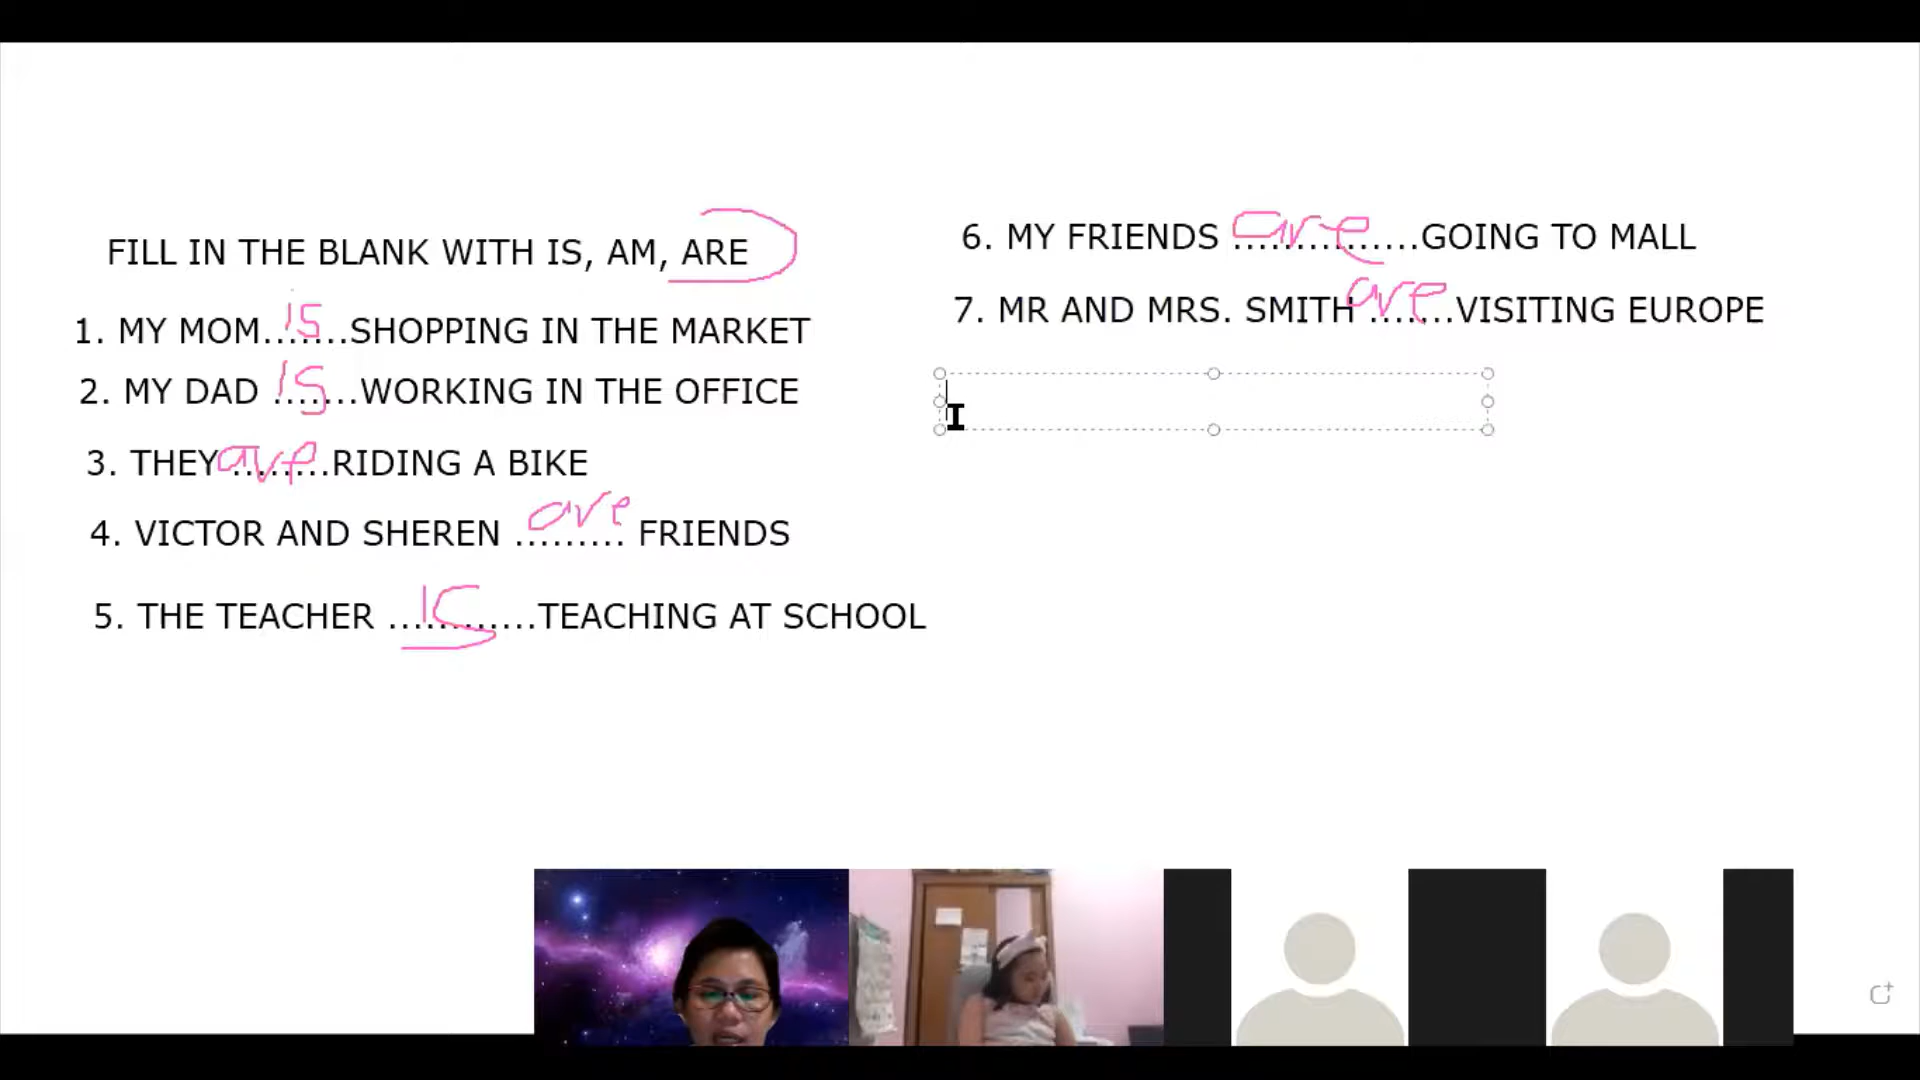 FILL IN THE BLANK WITH IS, AM, ARE
1. MY MOM...is....SHOPPING IN THE MARKET
2. MY DAD ..is.....WORKING IN THE OFFICE
3. THEY are........RIDING A BIKE
4. VICTOR AND SHEREN ...are...... FRIENDS
5. THE TEACHER ...is.........TEACHING AT SCHOOL
6. MY FRIENDS are...............GOING TO MALL
7. MR AND MRS. SMITH are.......VISITING EUROPE